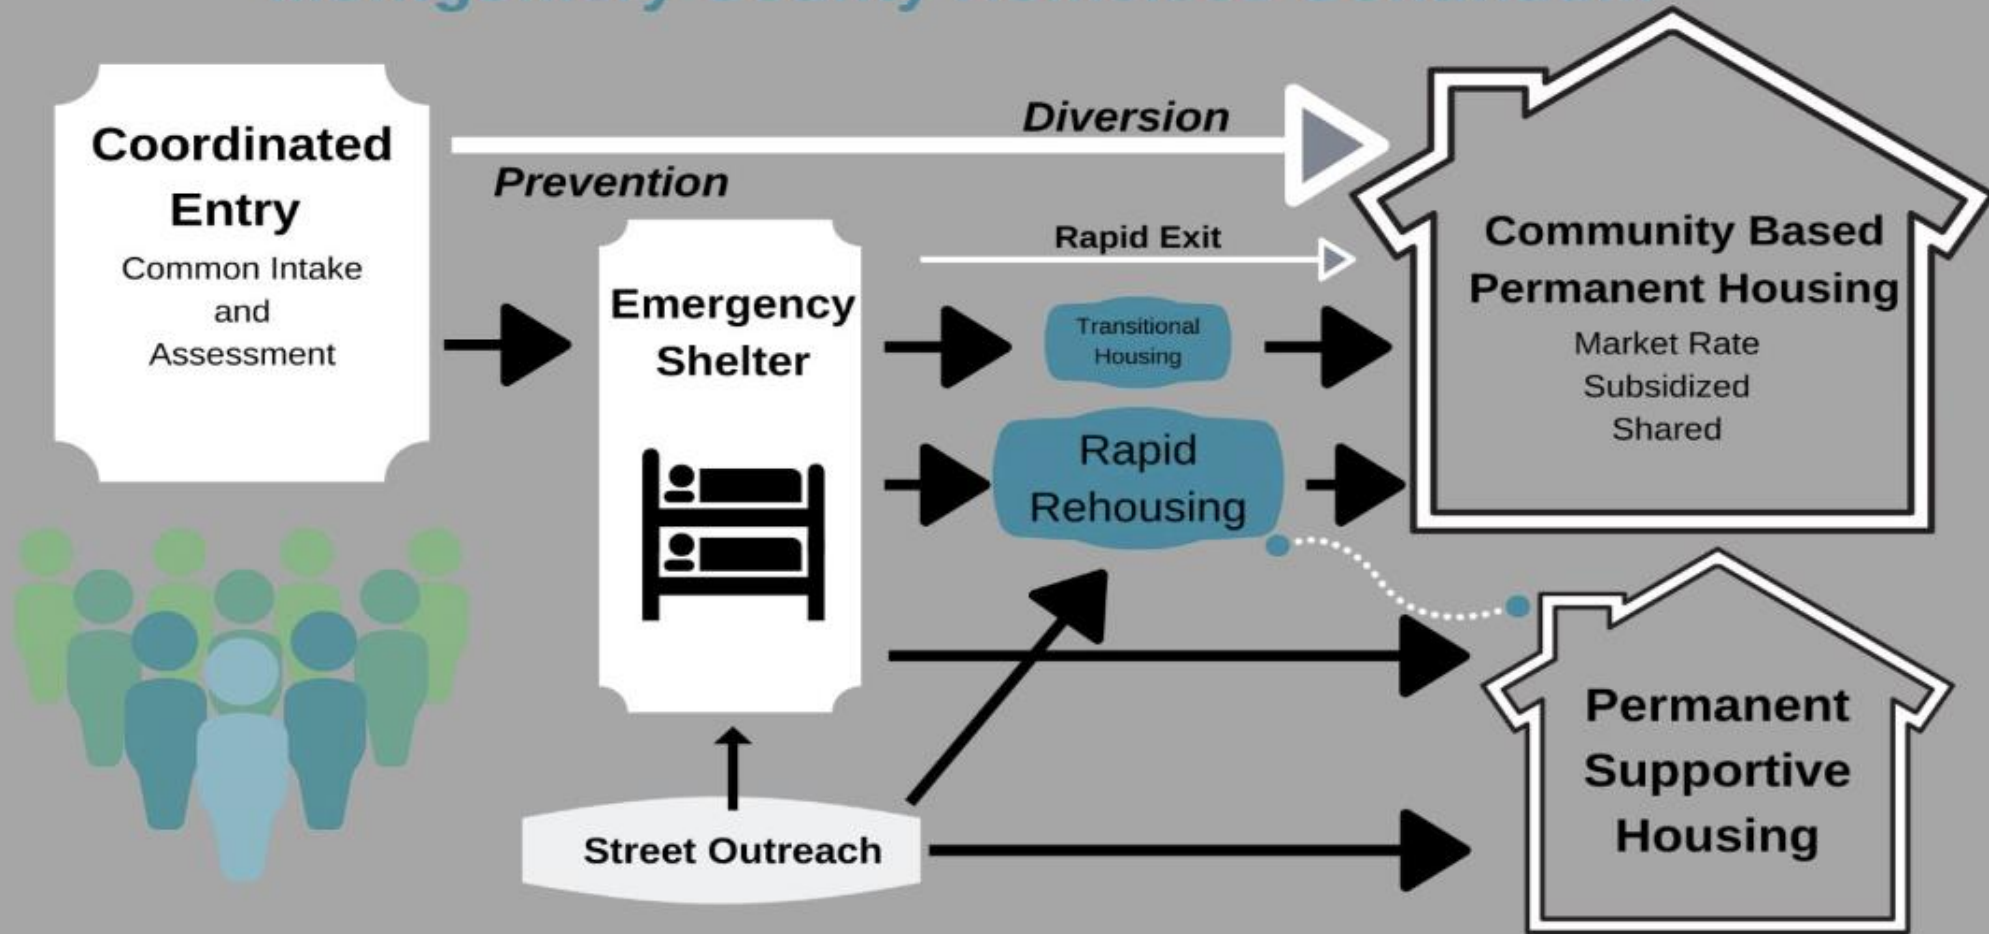 Coordinated
Entry
Common Intake
and
Assessment
Diversion
Prevention
Rapid Exit
Emergency
Shelter
Transitional
Housing
Rapid
Rehousing
Community Based
Permanent Housing
Market Rate
Subsidized
Shared
Street Outreach
Permanent
Supportive
Housing